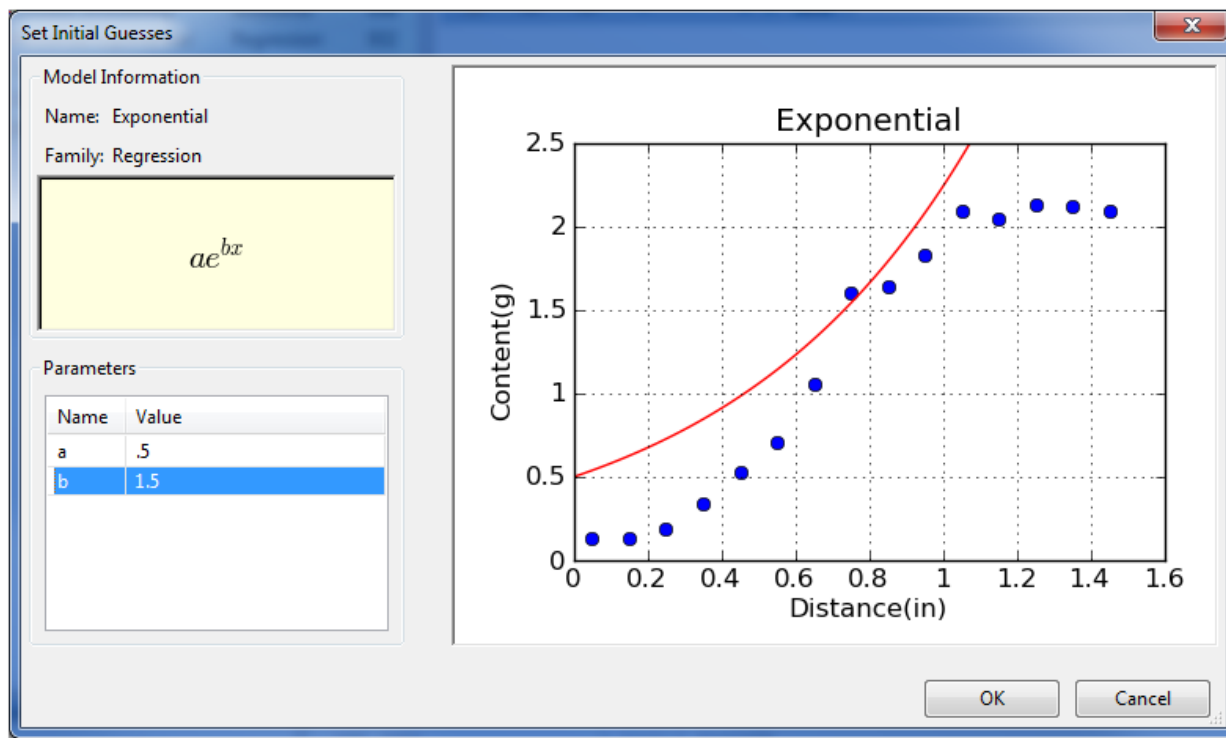 Set Initial Guesses
Model Information
Name: Exponential
Family: Regression
ae^{bx}
Parameters
Name Value
a .5
b 1.5
Exponential
2.5
2
1.5
1
0.5
0
Content(g)
0 0.2 0.4 0.6 0.8 1 1.2 1.4 1.6
Distance(in)
OK Cancel